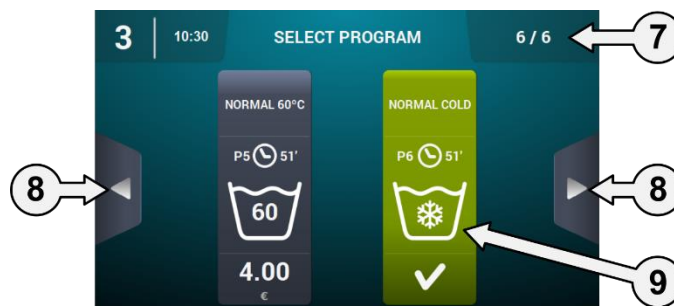 3 10:30 SELECT PROGRAM 6 / 6 7
NORMAL 60ºC NORMAL COLD
P5 51’ P6 51’
8 8
60
4.00
€
9